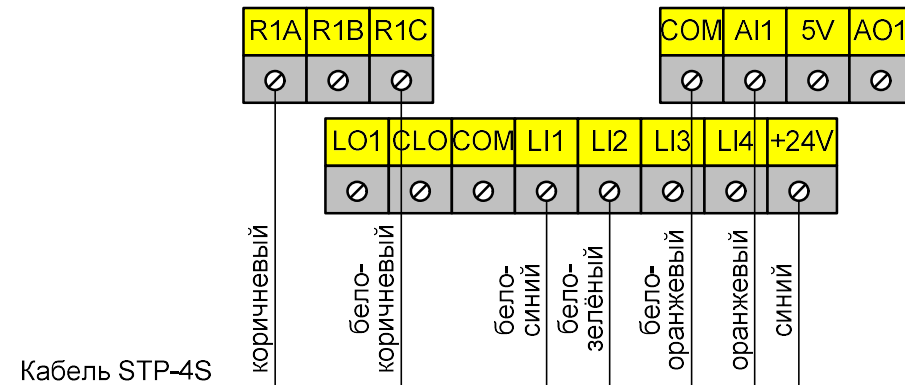 R1A R1B R1C COM AI1 5V AO1
LO1 CLO COM LI1 LI2 LI3 LI4 +24V
коричневый
бело-
коричневый
бело-
синий
бело-
зелёный
бело-
оранжевый
оранжевый
синий
Кабель STP-4S